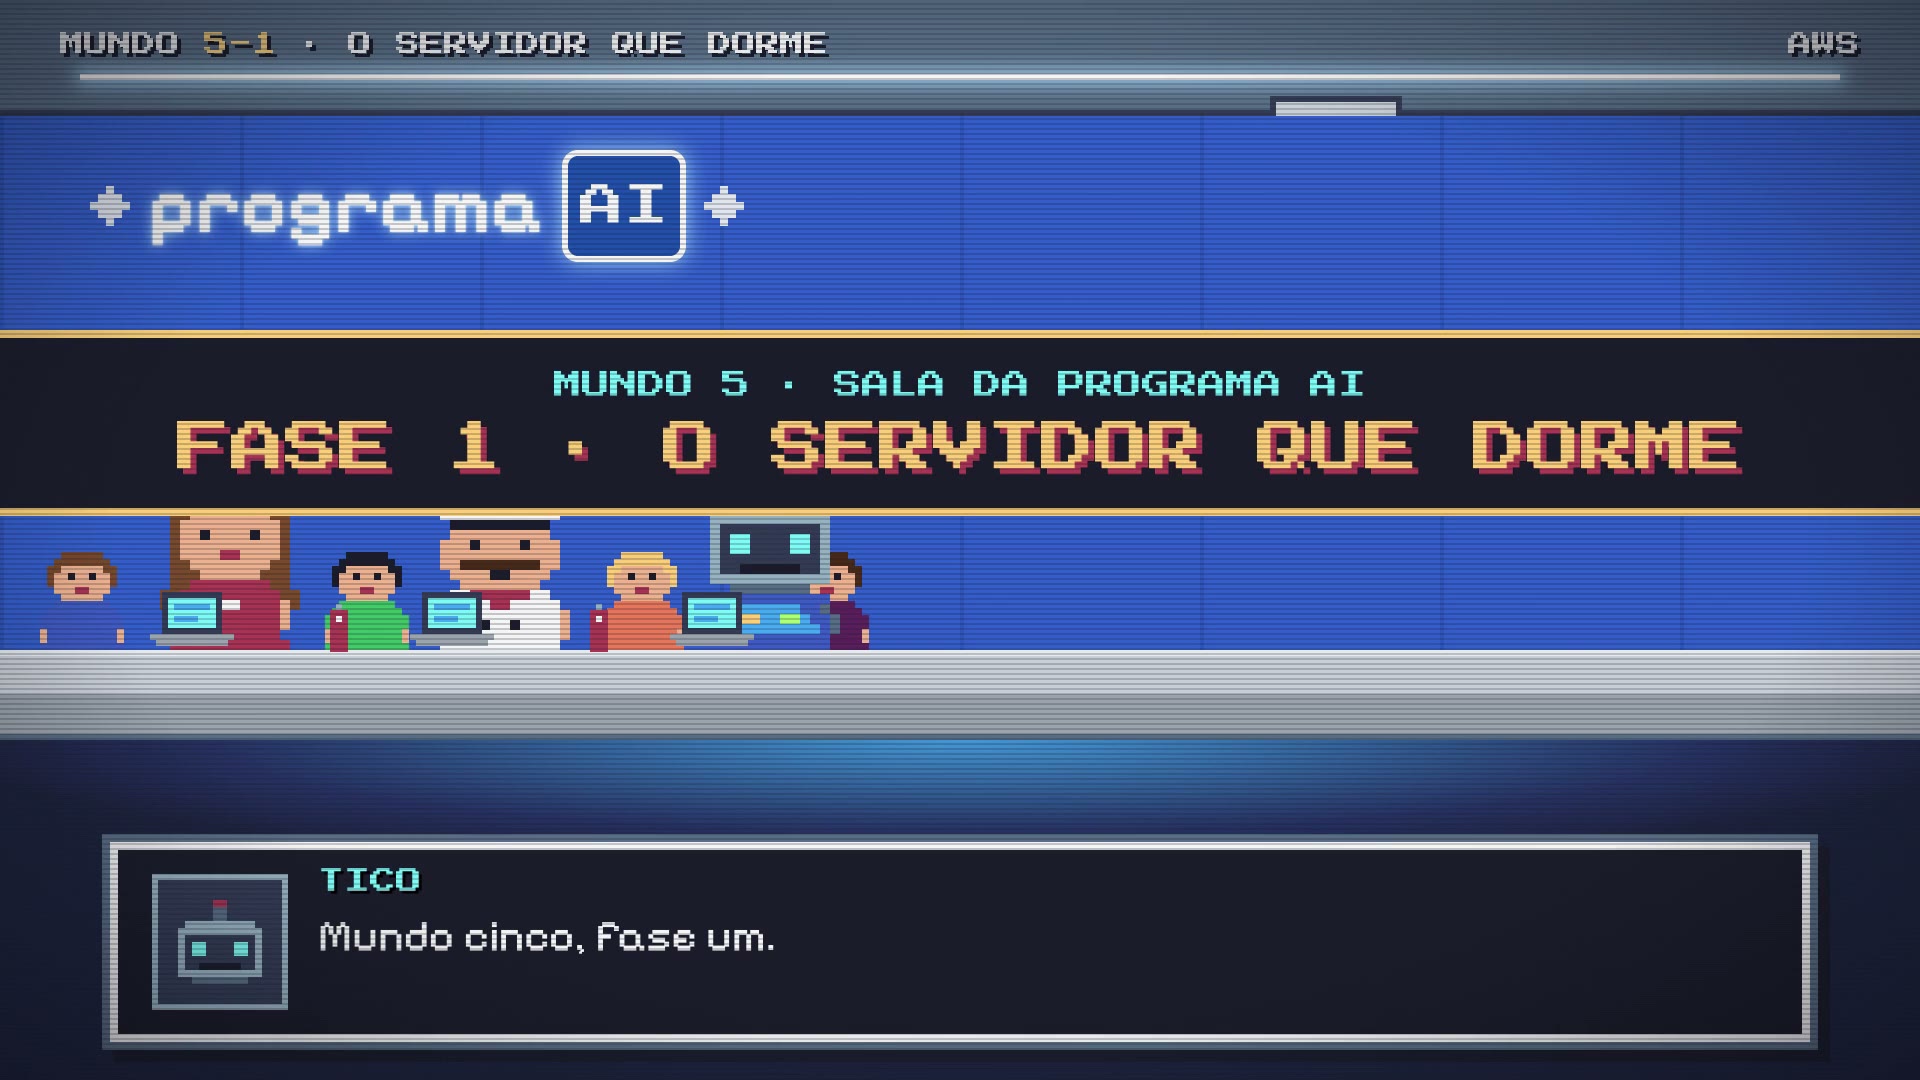 MUNDO 5-1 · O SERVIDOR QUE DORME
AWS
programa AI
MUNDO 5 · SALA DA PROGRAMA AI
FASE 1 · O SERVIDOR QUE DORME
TICO
Mundo cinco, fase um.